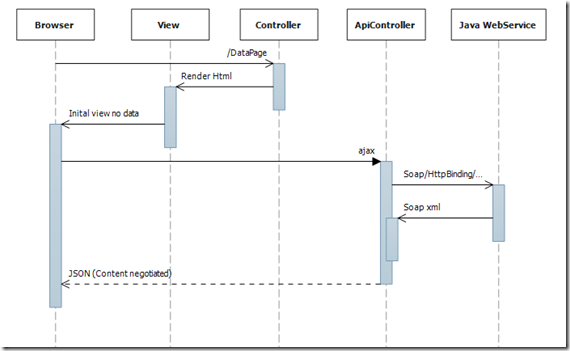 Browser
View
Controller
ApiController
Java WebService
/DataPage
Render Html
Inital view no data
ajax
Soap/HttpBinding/...
Soap xml
JSON (Content negotiated)